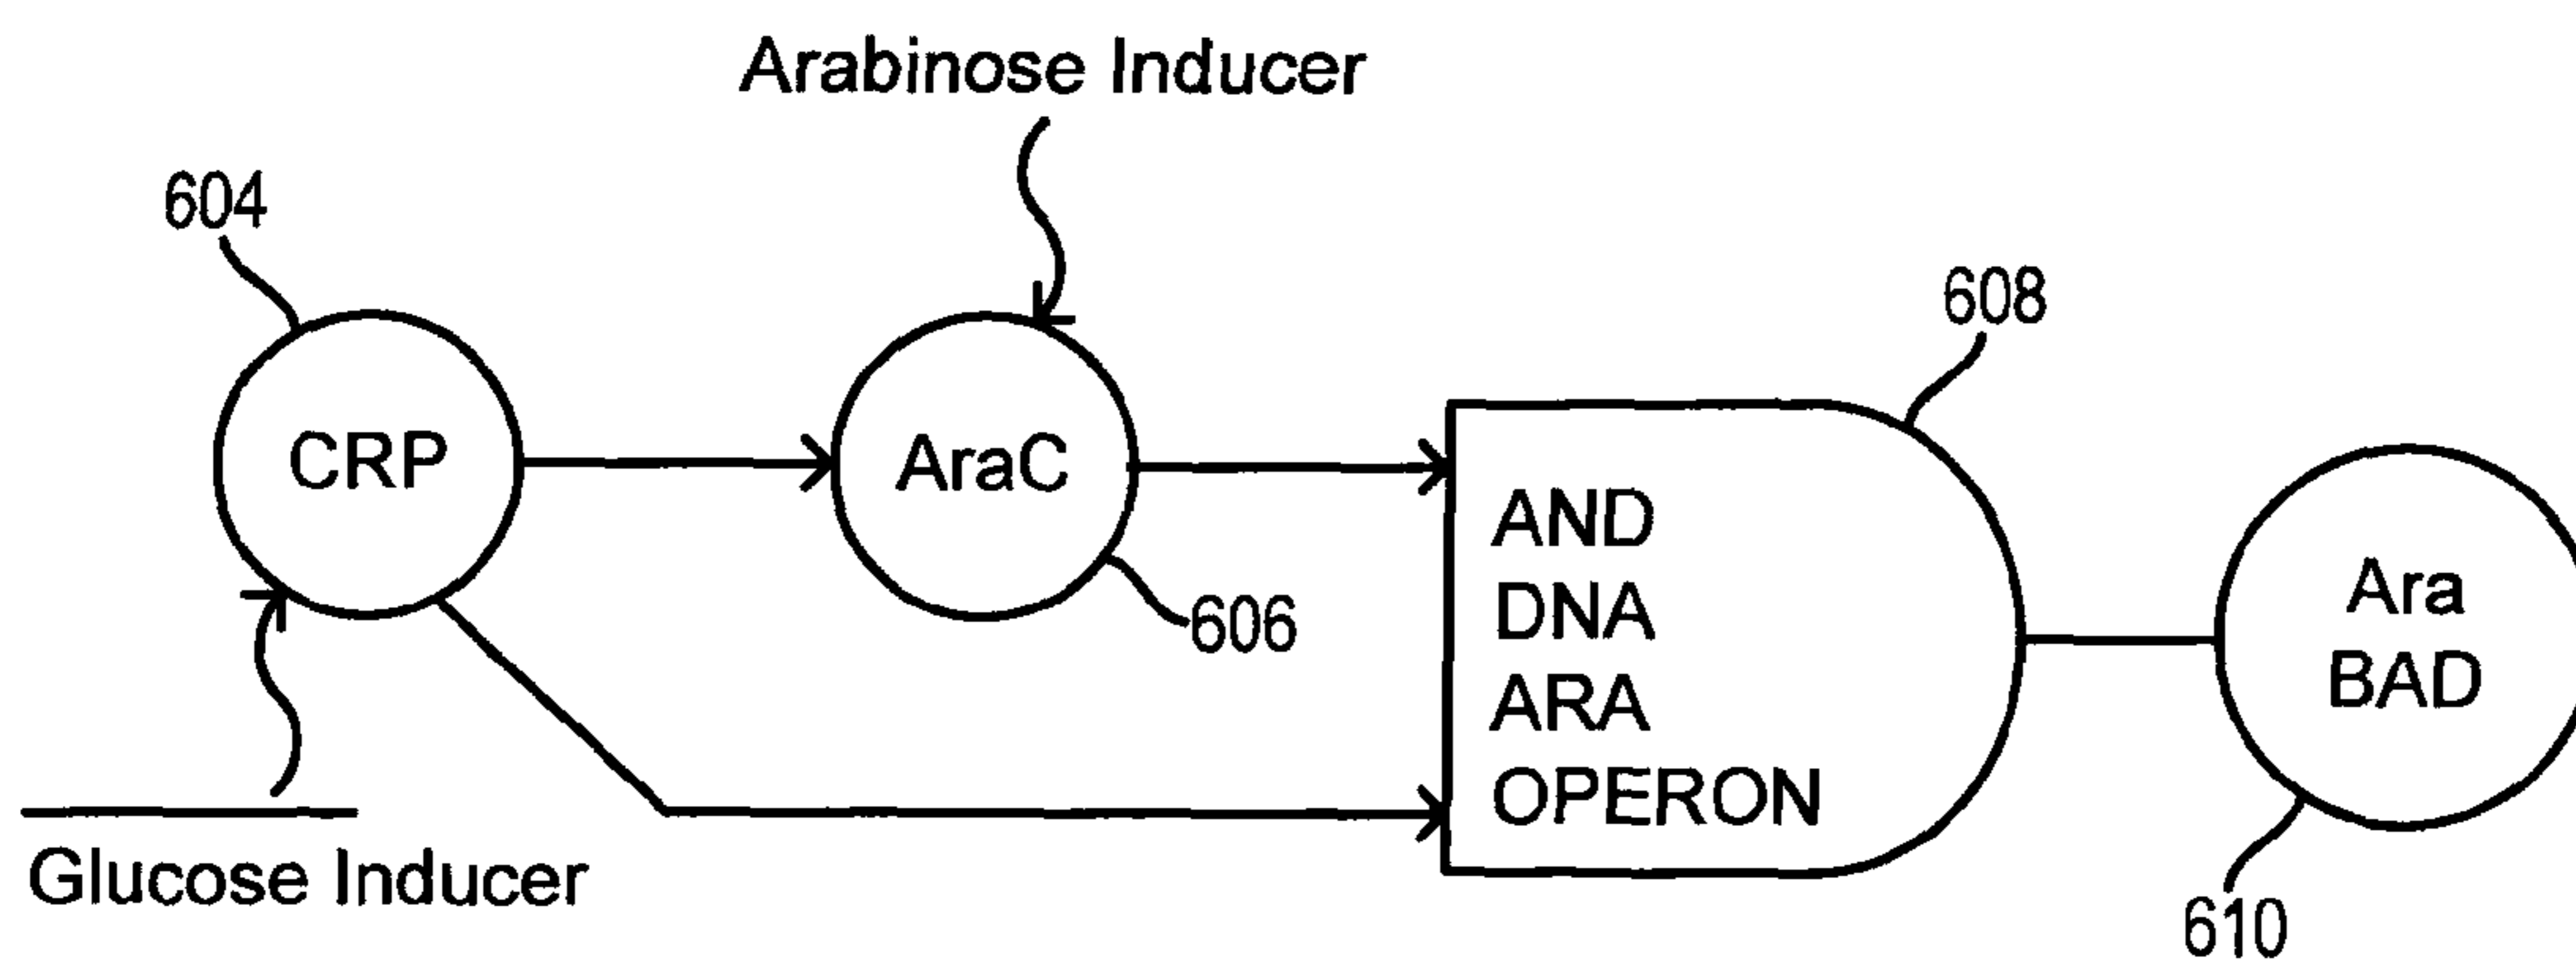 Arabinose Inducer
604
608
CRP
AraC
AND
DNA
ARA
OPERON
606
Ara
BAD
Glucose Inducer
610